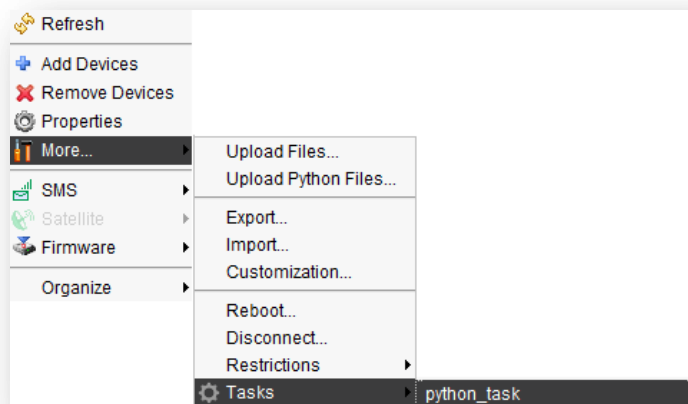 Refresh
Add Devices
Remove Devices
Properties
More...
SMS
Satellite
Firmware
Organize
Upload Files...
Upload Python Files...
Export...
Import...
Customization...
Reboot...
Disconnect...
Restrictions
Tasks
python_task